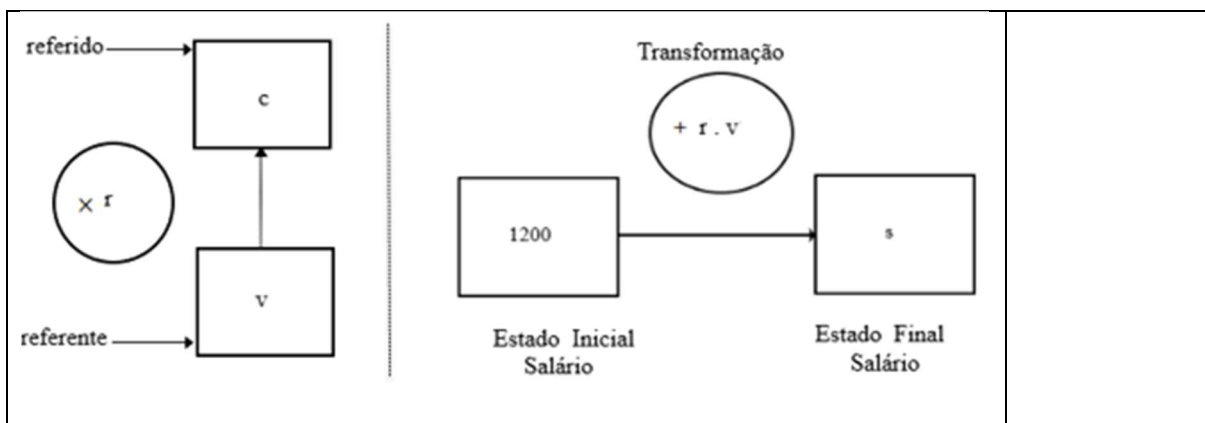 referido
c
× r
v
referente
Transformação
+ r . v
1200
s
Estado Inicial
Salário
Estado Final
Salário